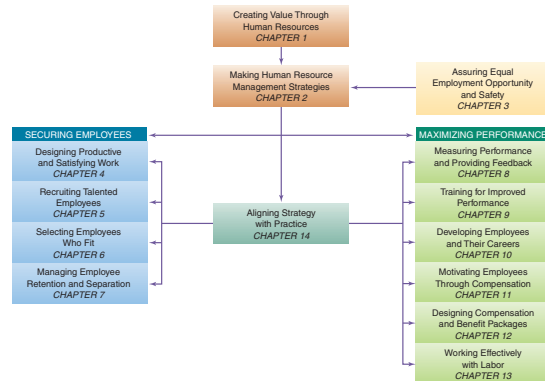 Creating Value Through
Human Resources
CHAPTER 1
Making Human Resource
Management Strategies
CHAPTER 2
Assuring Equal
Employment Opportunity
and Safety
CHAPTER 3
SECURING EMPLOYEES
Designing Productive
and Satisfying Work
CHAPTER 4
Recruiting Talented
Employees
CHAPTER 5
Selecting Employees
Who Fit
CHAPTER 6
Managing Employee
Retention and Separation
CHAPTER 7
Aligning Strategy
with Practice
CHAPTER 14
MAXIMIZING PERFORMANCE
Measuring Performance
and Providing Feedback
CHAPTER 8
Training for Improved
Performance
CHAPTER 9
Developing Employees
and Their Careers
CHAPTER 10
Motivating Employees
Through Compensation
CHAPTER 11
Designing Compensation
and Benefit Packages
CHAPTER 12
Working Effectively
with Labor
CHAPTER 13